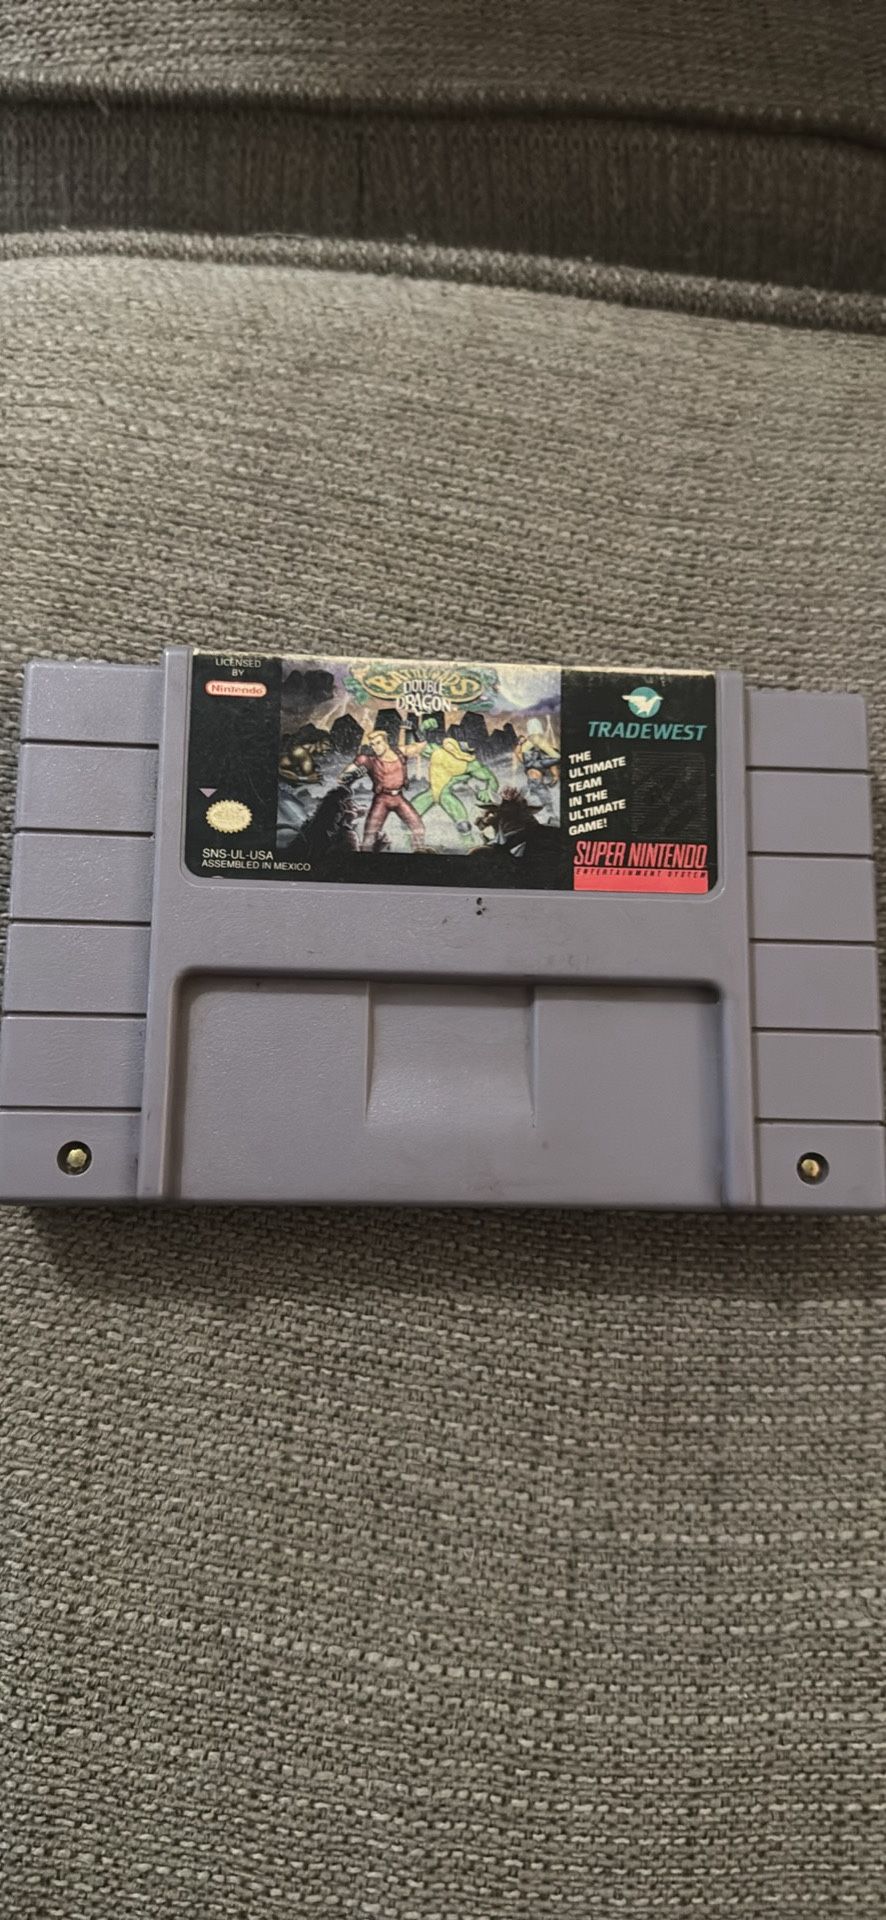 LICENSED
BY
Nintendo
SNS-UL-USA
ASSEMBLED IN MEXICO
BATTLETOADS
DOUBLE
DRAGON
TRADEWEST
THE
ULTIMATE
TEAM
IN THE
ULTIMATE
GAME!
SUPER NINTENDO
ENTERTAINMENT SYSTEM